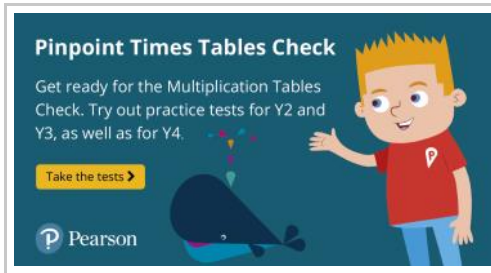 Pinpoint Times Tables Check
Get ready for the Multiplication Tables
Check. Try out practice tests for Y2 and
Y3, as well as for Y4.
Take the tests
P Pearson
P